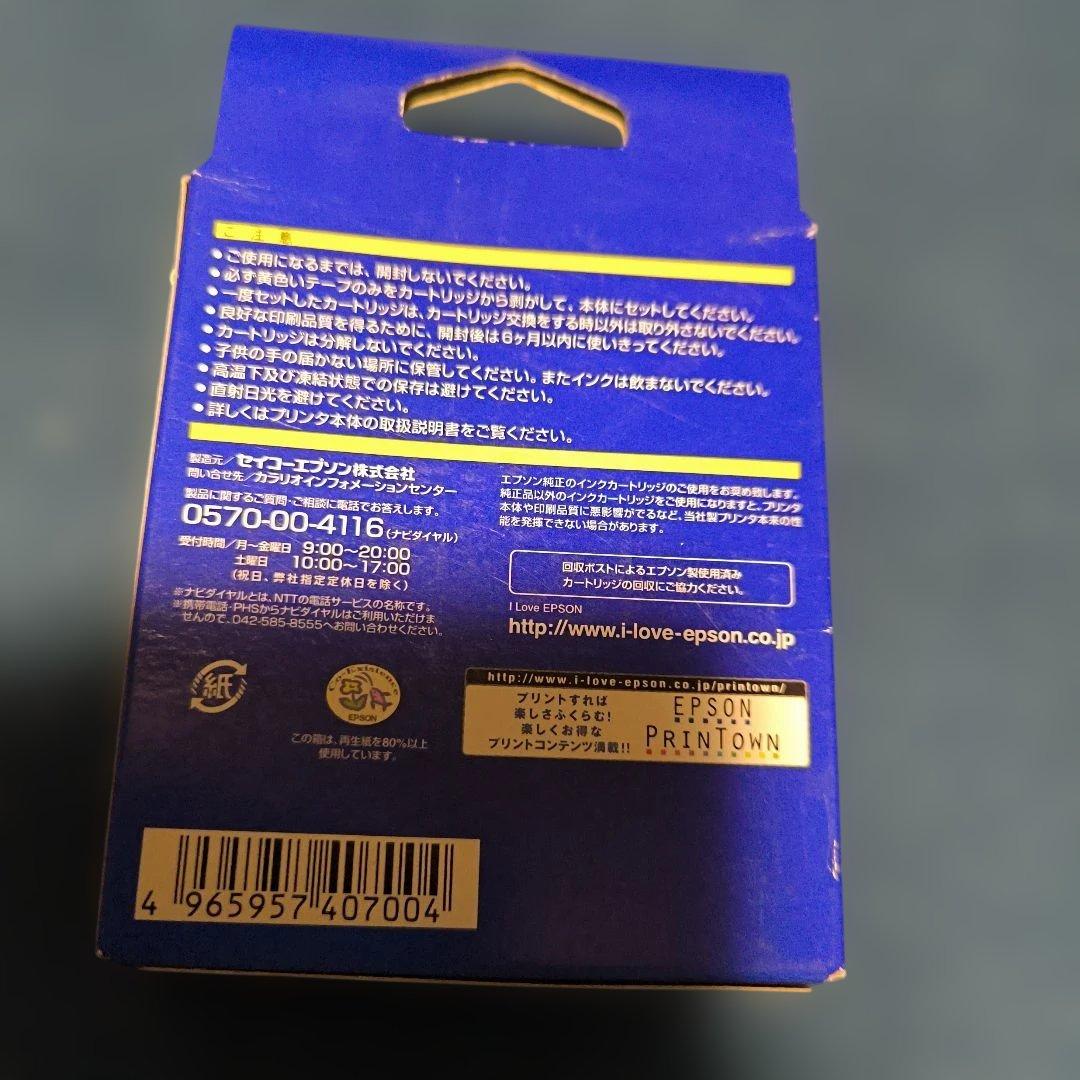 ご注意
●ご使用になるまでは、開封しないでください。
●必ず黄色いテープのみをカートリッジから剥がして、本体にセットしてください。
●一度セットしたカートリッジは、カートリッジ交換をする時以外は取り外さないでください。
●良好な印刷品質を得るために、開封後は6ヶ月以内に使いきってください。
●カートリッジは分解しないでください。
●子供の手の届かない場所に保管してください。またインクは飲まないでください。
●高温下及び凍結状態での保存は避けてください。
●直射日光を避けてください。
●詳しくはプリンタ本体の取扱説明書をご覧ください。
製造元／セイコーエプソン株式会社
問い合せ先／カラリオインフォメーションセンター
製品に関するご質問・ご相談に電話でお答えします。
0570-00-4116（ナビダイヤル）
受付時間／月～金曜日 9:00～20:00
土曜日 10:00～17:00
（祝日、弊社指定定休日を除く）
※ナビダイヤルとは、NTTの電話サービスの名称です。
※携帯電話・PHSからナビダイヤルはご利用いただけま
せんので、042-585-8555へお問い合わせください。
エプソン純正のインクカートリッジのご使用をお奨め致します。
純正品以外のインクカートリッジをご使用になりますと、プリンタ
本体や印刷品質に悪影響がでるなど、当社製プリンタ本来の性
能を発揮できない場合があります。
回収ポストによるエプソン製使用済み
カートリッジの回収にご協力ください。
I Love EPSON
http://www.i-love-epson.co.jp
紙
Co-Existence
EPSON
この箱は、再生紙を80%以上
使用しています。
http://www.i-love-epson.co.jp/printown/
プリントすれば
楽しさふくらむ!
楽しくお得な
プリントコンテンツ満載!!
EPSON
PRINTOWN
4 965957 407004